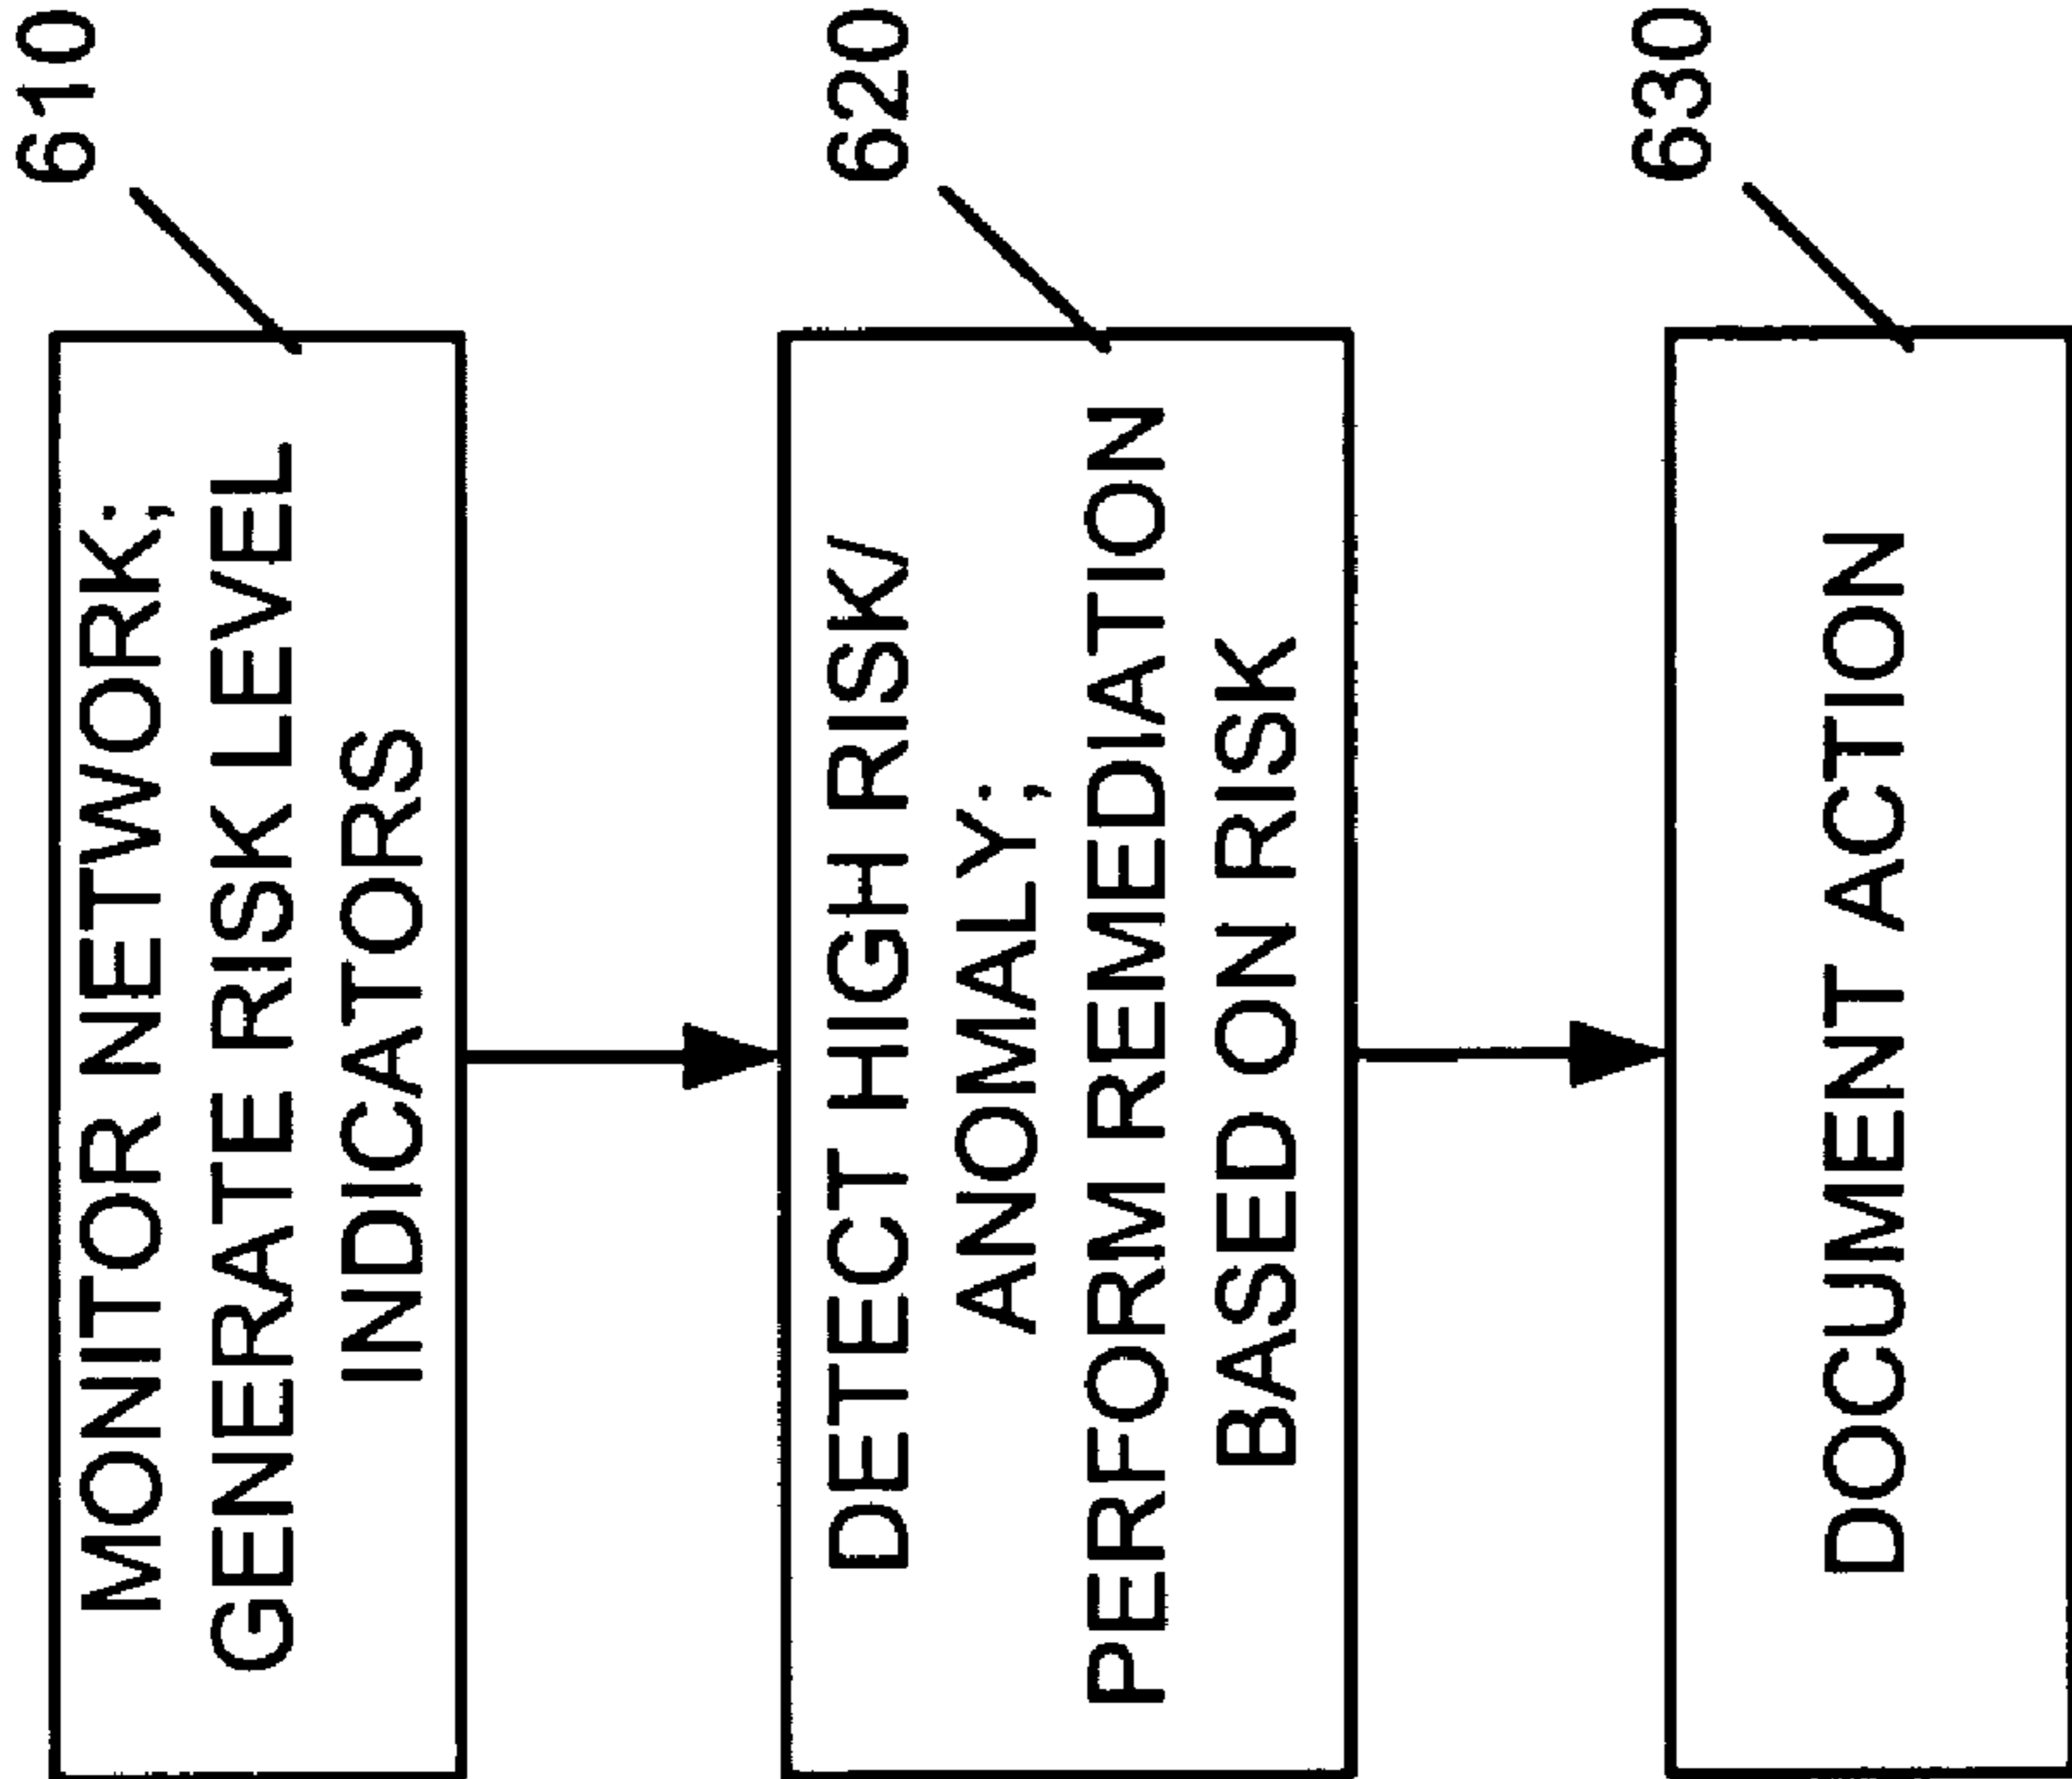 610
MONITOR NETWORK;
GENERATE RISK LEVEL
INDICATORS
620
DETECT HIGH RISK/
ANOMALY;
PERFORM REMEDIATION
BASED ON RISK
630
DOCUMENT ACTION